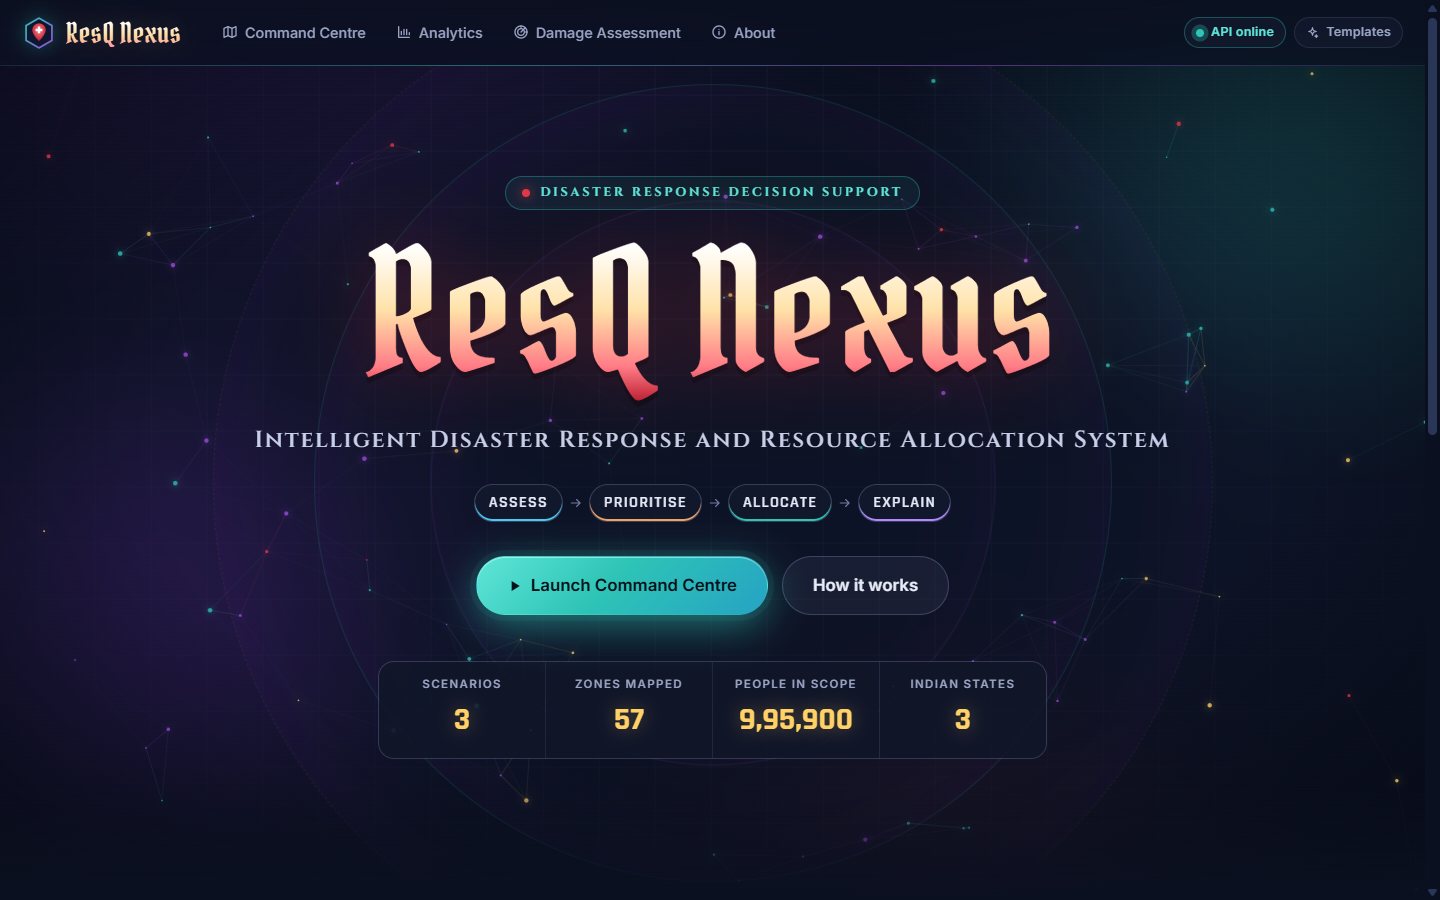 ResQ Nexus
Command Centre
Analytics
Damage Assessment
About
API online
Templates
DISASTER RESPONSE DECISION SUPPORT
ResQ Nexus
Intelligent Disaster Response and Resource Allocation System
ASSESS → PRIORITISE → ALLOCATE → EXPLAIN
Launch Command Centre
How it works
SCENARIOS
3
ZONES MAPPED
57
PEOPLE IN SCOPE
9,95,900
INDIAN STATES
3